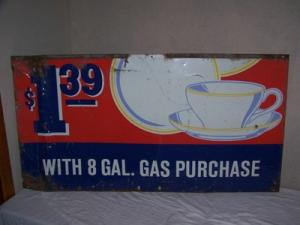 $1.39
WITH 8 GAL. GAS PURCHASE